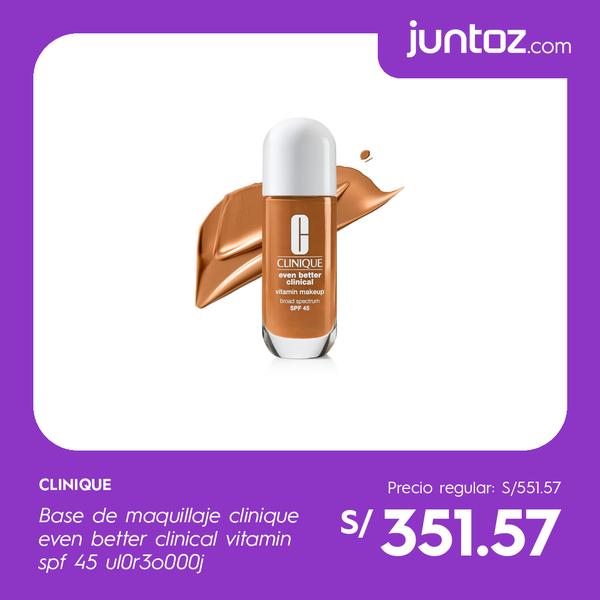 juntoz.com
C
CLINIQUE
even better
clinical
vitamin makeup
broad spectrum
SPF 45
CLINIQUE
Base de maquillaje clinique
even better clinical vitamin
spf 45 ul0r3o000j
Precio regular: S/551.57
S/ 351.57